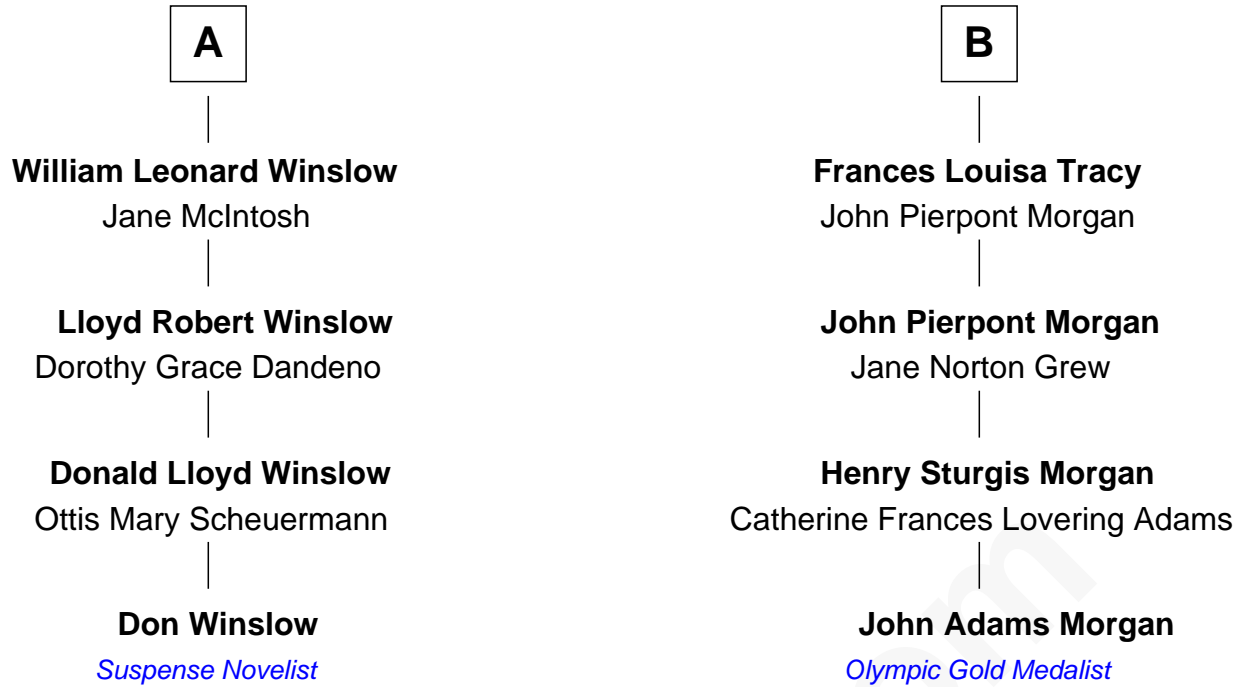 A
William Leonard Winslow
Jane McIntosh
Lloyd Robert Winslow
Dorothy Grace Dandeno
Donald Lloyd Winslow
Ottis Mary Scheuermann
Don Winslow
Suspense Novelist
B
Frances Louisa Tracy
John Pierpont Morgan
John Pierpont Morgan
Jane Norton Grew
Henry Sturgis Morgan
Catherine Frances Lovering Adams
John Adams Morgan
Olympic Gold Medalist